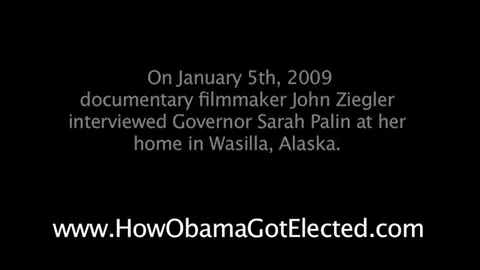 On January 5th, 2009
documentary filmmaker John Ziegler
interviewed Governor Sarah Palin at her
home in Wasilla, Alaska.
www.HowObamaGotElected.com